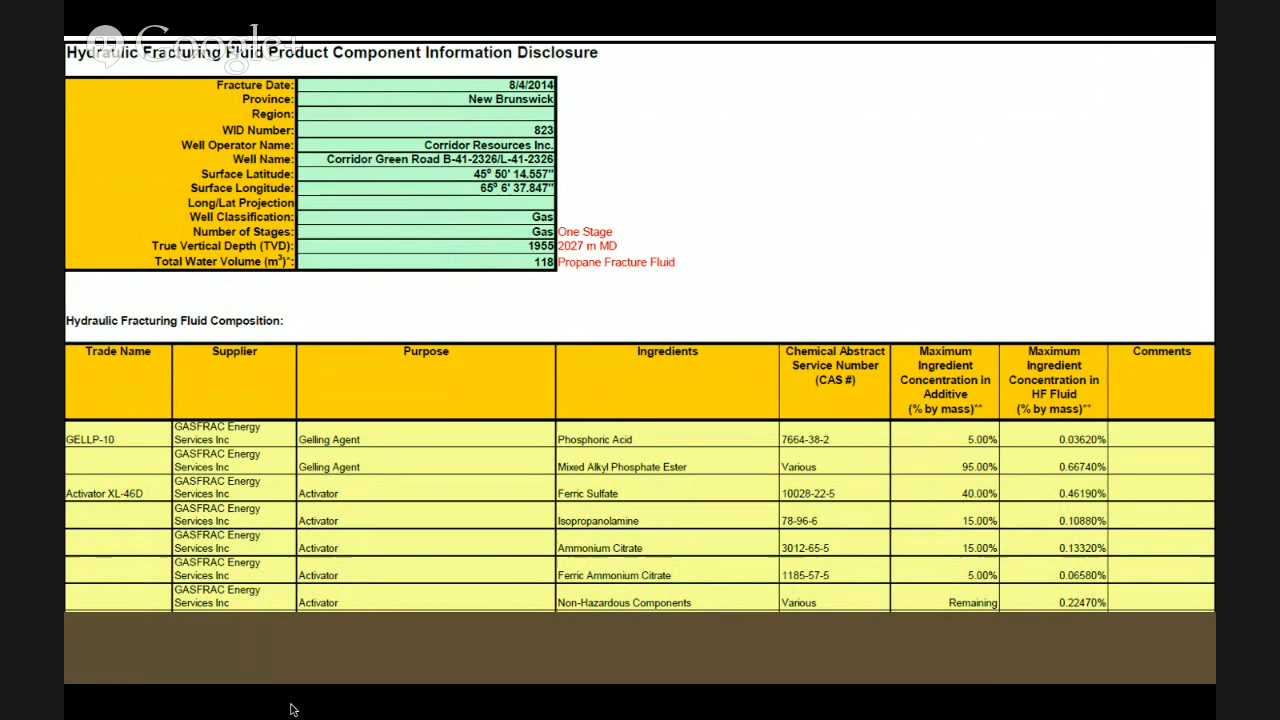 Google+
Hydraulic Fracturing Fluid Product Component Information Disclosure
Fracture Date: 8/4/2014
Province: New Brunswick
Region:
WID Number: 823
Well Operator Name: Corridor Resources Inc.
Well Name: Corridor Green Road B-41-2326/L-41-2326
Surface Latitude: 45° 50' 14.557"
Surface Longitude: 65° 6' 37.847"
Long/Lat Projection
Well Classification: Gas
Number of Stages: Gas One Stage
True Vertical Depth (TVD): 1955 2027 m MD
Total Water Volume (m³)*: 118 Propane Fracture Fluid
Hydraulic Fracturing Fluid Composition:
Trade Name Supplier Purpose Ingredients Chemical Abstract Maximum Maximum Comments
Service Number Ingredient Ingredient
(CAS #) Concentration in Concentration in
Additive HF Fluid
(% by mass)** (% by mass)**
GASFRAC Energy
GELLP-10 Services Inc Gelling Agent Phosphoric Acid 7664-38-2 5.00% 0.03620%
GASFRAC Energy
Services Inc Gelling Agent Mixed Alkyl Phosphate Ester Various 95.00% 0.66740%
GASFRAC Energy
Activator XL-46D Services Inc Activator Ferric Sulfate 10028-22-5 40.00% 0.46190%
GASFRAC Energy
Services Inc Activator Isopropanolamine 78-96-6 15.00% 0.10880%
GASFRAC Energy
Services Inc Activator Ammonium Citrate 3012-65-5 15.00% 0.13320%
GASFRAC Energy
Services Inc Activator Ferric Ammonium Citrate 1185-57-5 5.00% 0.06580%
GASFRAC Energy
Services Inc Activator Non-Hazardous Components Various Remaining 0.22470%